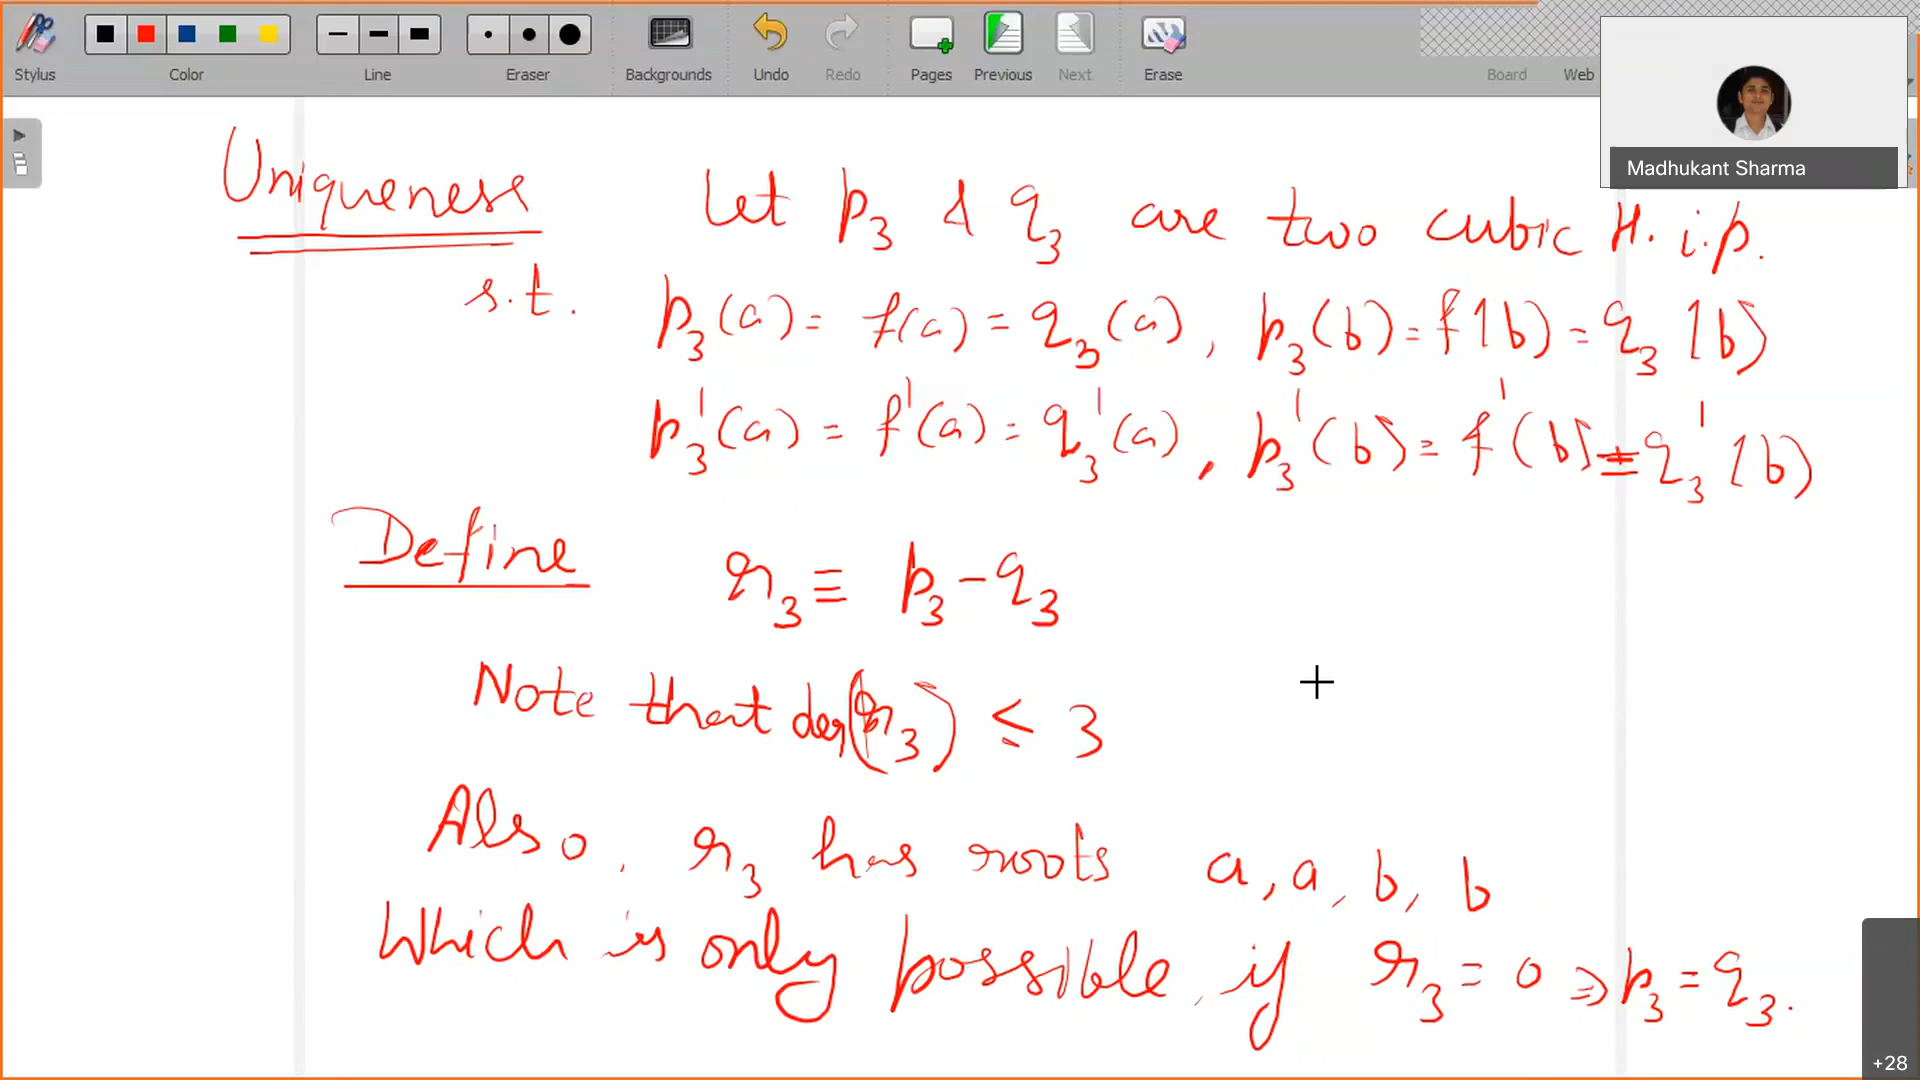 Stylus Color Line Eraser Backgrounds Undo Redo Pages Previous Next Erase Board Web
Madhukant Sharma
Uniqueness Let p₃ & q₃ are two cubic H.i.p.
s.t. p₃(a) = f(a) = q₃(a), p₃(b) = f(b) = q₃(b)
p₃'(a) = f'(a) = q₃'(a), p₃'(b) = f'(b) = q₃'(b)
Define r₃ ≡ p₃ - q₃
Note that deg(r₃) ≤ 3
Also, r₃ has roots a, a, b, b
Which is only possible, if r₃ = 0 ⇒ p₃ = q₃.
+28